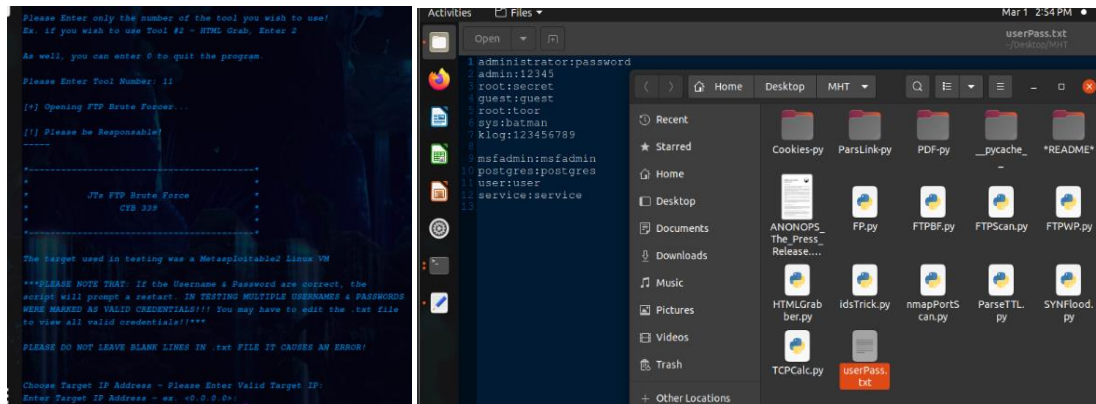 Please Enter only the number of the tool you wish to use!
Ex. if you wish to use Tool #2 - HTML Grab, Enter 2
As well, you can enter 0 to quit the program.
Please Enter Tool Number: 11
[+] Opening FTP Brute Forcer...
[!] Please be Responsible!
-----
*-----------------------------------------*
JTs FTP Brute Force
CYB 339
*-----------------------------------------*
The target used in testing was a Metasploitable2 Linux VM
***PLEASE NOTE THAT: If the Username & Password are correct, the
script will prompt a restart. IN TESTING MULTIPLE USERNAMES & PASSWORDS
WERE MARKED AS VALID CREDENTIALS!!! You may have to edit the .txt file
to view all valid credentials!)***
PLEASE DO NOT LEAVE BLANK LINES IN .txt FILE IT CAUSES AN ERROR!
Choose Target IP Address - Please Enter Valid Target IP:
Enter Target IP Address - ex. <0.0.0.0>:
Activities Files Mar 1 2:54 PM
Open userPass.txt
~/Desktop/MHT
1 administrator:password
2 admin:12345
3 root:secret
4 guest:guest
5 root:toor
6 sys:batman
7 klog:123456789
8
9 msfadmin:msfadmin
10 postgres:postgres
11 user:user
12 service:service
13
Home Desktop MHT
Recent
Starred
Home
Desktop
Documents
Downloads
Music
Pictures
Videos
Trash
+ Other Locations
Cookies-py ParsLink-py PDF-py __pycache_ *README*
_
ANONOPS_ FP.py FTPBF.py FTPScan.py FTPWP.py
The_Press_
Release....
HTMLGrab idsTrick.py nmapPortS ParseTTL. SYNFlood.
ber.py can.py py py
TCPCalc.py userPass.
txt